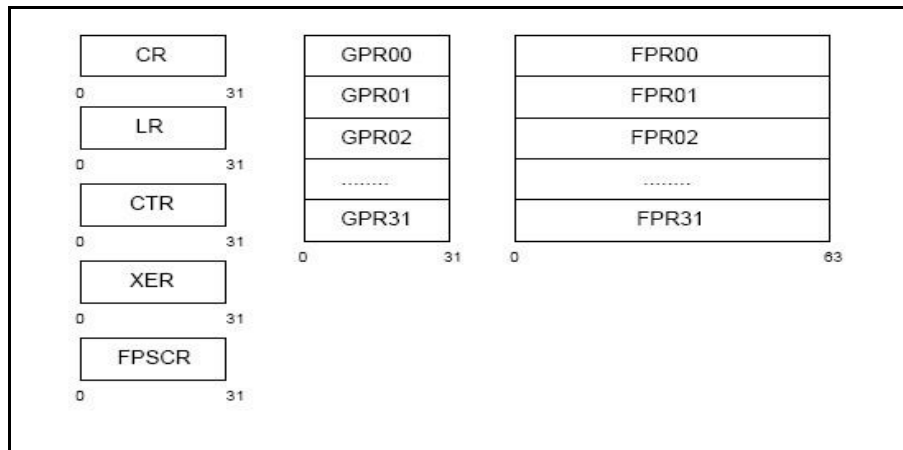 CR
0 31
LR
0 31
CTR
0 31
XER
0 31
FPSCR
0 31
GPR00
GPR01
GPR02
........
GPR31
0 31
FPR00
FPR01
FPR02
........
FPR31
0 63